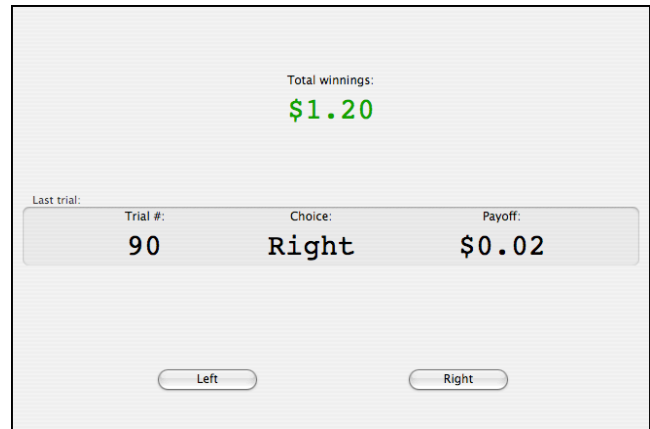 Total winnings:
$1.20
Last trial:
Trial #: Choice: Payoff:
90 Right $0.02
Left Right